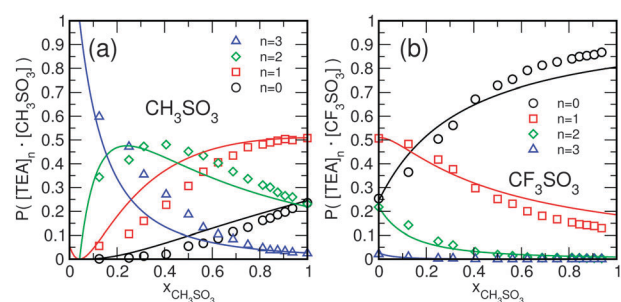 P( [TEA]n · [CH3SO3] )
1
0.9
0.8
0.7
0.6
0.5
0.4
0.3
0.2
0.1
0
(a)
n=3
n=2
n=1
n=0
CH3SO3
0 0.2 0.4 0.6 0.8 1
xCH3SO3
P( [TEA]n · [CF3SO3] )
1
0.9
0.8
0.7
0.6
0.5
0.4
0.3
0.2
0.1
0
(b)
n=0
n=1
n=2
n=3
CF3SO3
0 0.2 0.4 0.6 0.8 1
xCH3SO3